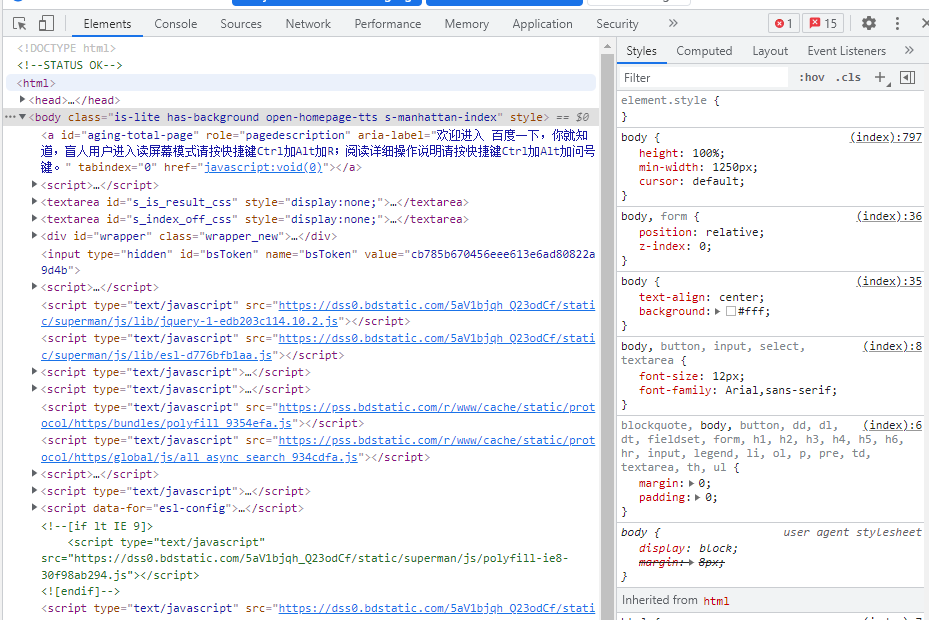 Elements Console Sources Network Performance Memory Application Security » 1 15
<!DOCTYPE html>
<!--STATUS OK-->
<html>
<head>…</head>
<body class="is-lite has-background open-homepage-tts s-manhattan-index" style> == $0
<a id="aging-total-page" role="pagedescription" aria-label="欢迎进入 百度一下，你就知
道，盲人用户进入读屏幕模式请按快捷键Ctrl加Alt加R；阅读详细操作说明请按快捷键Ctrl加Alt加问号
键。" tabindex="0" href="javascript:void(0)"></a>
<script>…</script>
<textarea id="s_is_result_css" style="display:none;">…</textarea>
<textarea id="s_index_off_css" style="display:none;">…</textarea>
<div id="wrapper" class="wrapper_new">…</div>
<input type="hidden" id="bsToken" name="bsToken" value="cb785b670456eee613e6ad80822a
9d4b">
<script>…</script>
<script type="text/javascript" src="https://dss0.bdstatic.com/5aV1bjqh_Q23odCf/stati
c/superman/js/lib/jquery-1-edb203c114.10.2.js"></script>
<script type="text/javascript" src="https://dss0.bdstatic.com/5aV1bjqh_Q23odCf/stati
c/superman/js/lib/esl-d776bfb1aa.js"></script>
<script type="text/javascript">…</script>
<script type="text/javascript">…</script>
<script type="text/javascript" src="https://pss.bdstatic.com/r/www/cache/static/prot
ocol/https/bundles/polyfill_9354efa.js"></script>
<script type="text/javascript" src="https://pss.bdstatic.com/r/www/cache/static/prot
ocol/https/global/js/all_async_search_934cdfa.js"></script>
<script>…</script>
<script type="text/javascript">…</script>
<script data-for="esl-config">…</script>
<!--[if lt IE 9]>
<script type="text/javascript"
src="https://dss0.bdstatic.com/5aV1bjqh_Q23odCf/static/superman/js/polyfill-ie8-
30f98ab294.js"></script>
<![endif]-->
<script type="text/javascript" src="https://dss0.bdstatic.com/5aV1bjqh_Q23odCf/stati
Styles Computed Layout Event Listeners »
Filter :hov .cls +
element.style {
}
body { (index):797
height: 100%;
min-width: 1250px;
cursor: default;
}
body, form { (index):36
position: relative;
z-index: 0;
}
body { (index):35
text-align: center;
background: #fff;
}
body, button, input, select, (index):8
textarea {
font-size: 12px;
font-family: Arial,sans-serif;
}
blockquote, body, button, dd, dl, (index):6
dt, fieldset, form, h1, h2, h3, h4, h5, h6,
hr, input, legend, li, ol, p, pre, td,
textarea, th, ul {
margin: 0;
padding: 0;
}
body { user agent stylesheet
display: block;
margin: 8px;
}
Inherited from html